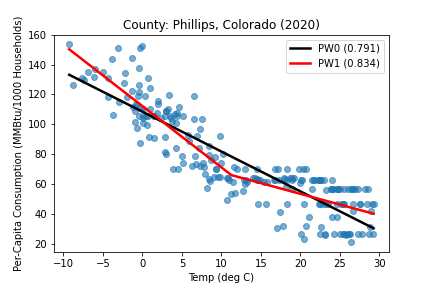 County: Phillips, Colorado (2020)
PW0 (0.791)
PW1 (0.834)
Per-Capita Consumption (MMBtu/1000 Households)
160
140
120
100
80
60
40
20
−10 −5 0 5 10 15 20 25 30
Temp (deg C)